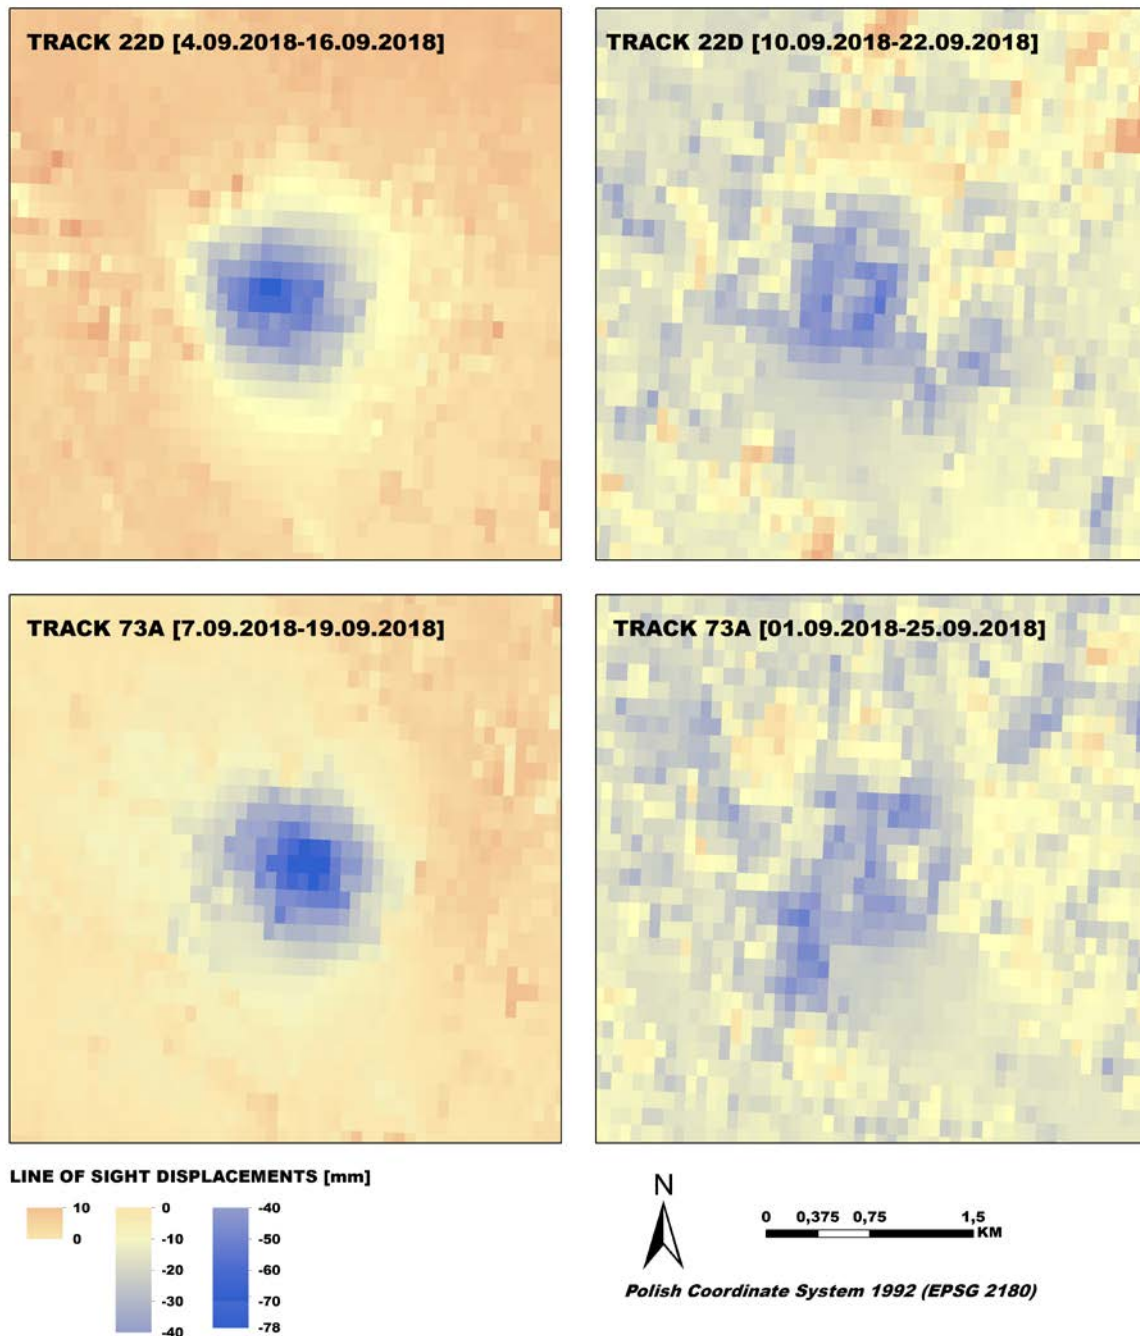 TRACK 22D [4.09.2018-16.09.2018]
TRACK 22D [10.09.2018-22.09.2018]
TRACK 73A [7.09.2018-19.09.2018]
TRACK 73A [01.09.2018-25.09.2018]
LINE OF SIGHT DISPLACEMENTS [mm]
10
0
0
-10
-20
-30
-40
-40
-50
-60
-70
-78
N
0 0,375 0,75 1,5
KM
Polish Coordinate System 1992 (EPSG 2180)